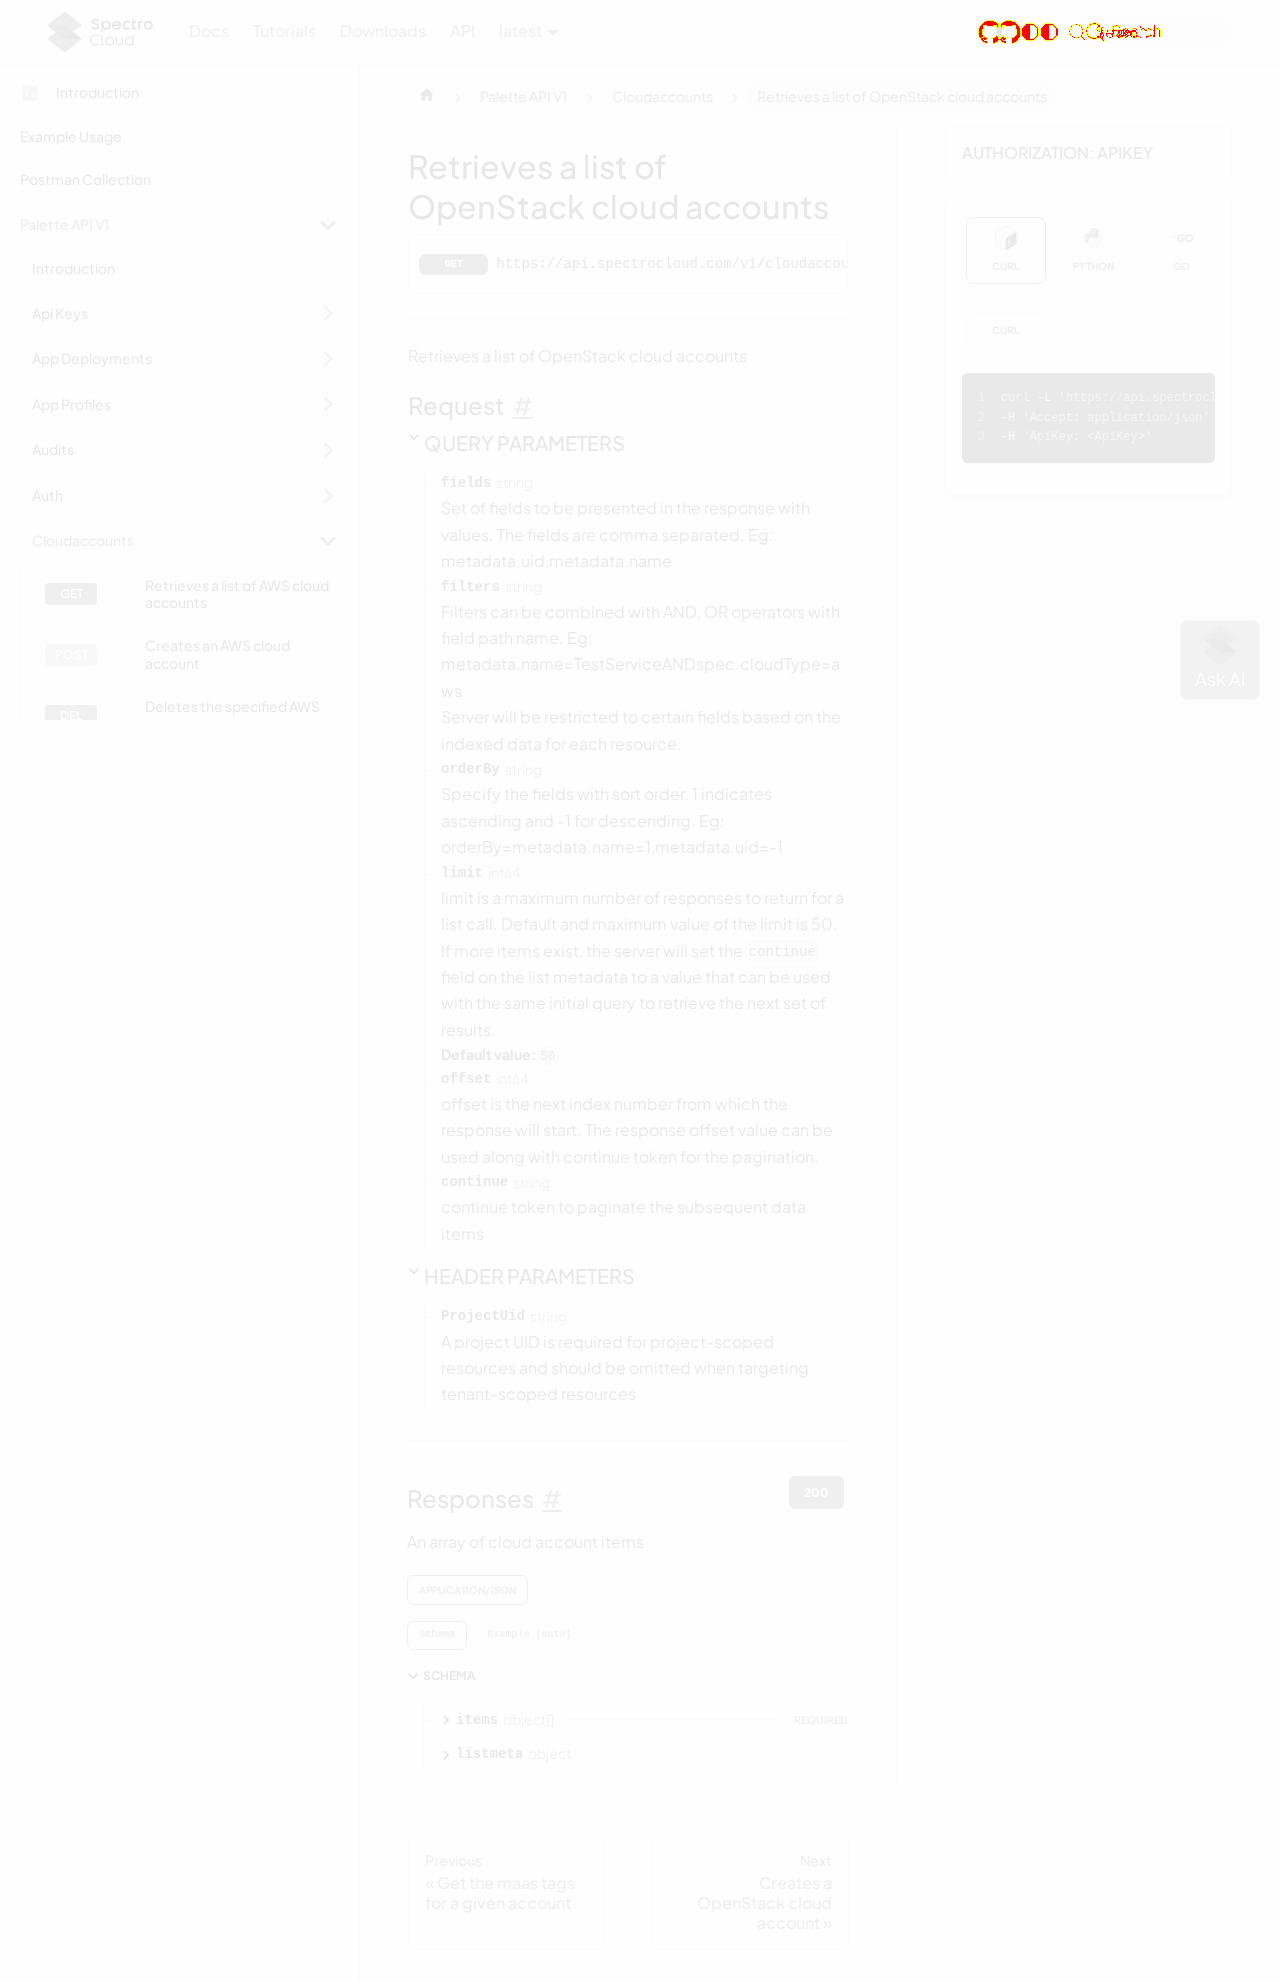 Spectro Cloud
Docs
Tutorials
Downloads
API
latest
Introduction
Example Usage
Postman Collection
Palette API V1
Introduction
Api Keys
App Deployments
App Profiles
Audits
Auth
Cloudaccounts
GET Retrieves a list of AWS cloud
accounts
POST Creates an AWS cloud
account
DEL Deletes the specified AWS
Palette API V1
Cloudaccounts
Retrieves a list of OpenStack cloud accounts
Retrieves a list of
OpenStack cloud accounts
GET https://api.spectrocloud.com/v1/cloudaccou
Retrieves a list of OpenStack cloud accounts
Request #
QUERY PARAMETERS
fields string
Set of fields to be presented in the response with
values. The fields are comma separated. Eg:
metadata.uid,metadata.name
filters string
Filters can be combined with AND, OR operators with
field path name. Eg:
metadata.name=TestServiceANDspec.cloudType=a
ws
Server will be restricted to certain fields based on the
indexed data for each resource.
orderBy string
Specify the fields with sort order. 1 indicates
ascending and -1 for descending. Eg:
orderBy=metadata.name=1,metadata.uid=-1
limit int64
limit is a maximum number of responses to return for a
list call. Default and maximum value of the limit is 50.
If more items exist, the server will set the continue
field on the list metadata to a value that can be used
with the same initial query to retrieve the next set of
results.
Default value: 50
offset int64
offset is the next index number from which the
response will start. The response offset value can be
used along with continue token for the pagination.
continue string
continue token to paginate the subsequent data
items
HEADER PARAMETERS
ProjectUid string
A project UID is required for project-scoped
resources and should be omitted when targeting
tenant-scoped resources
Responses #
200
An array of cloud account items
APPLICATION/JSON
Schema
Example (auto)
SCHEMA
items object[] REQUIRED
listmeta object
Previous
« Get the maas tags
for a given account
Next
Creates a
OpenStack cloud
account »
AUTHORIZATION: APIKEY
CURL
PYTHON
GO
GO
CURL
1 curl -L 'https://api.spectrocl
2 -H 'Accept: application/json'
3 -H 'ApiKey: <ApiKey>'
Ask AI